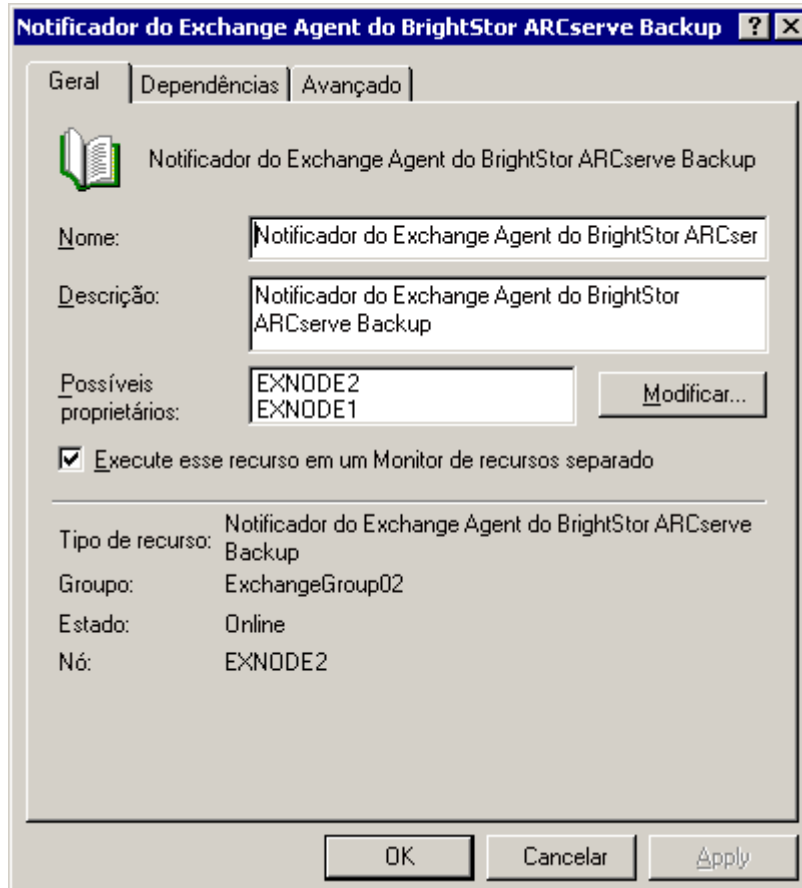 Notificador do Exchange Agent do BrightStor ARCserve Backup
Geral Dependências Avançado
Notificador do Exchange Agent do BrightStor ARCserve Backup
Nome: Notificador do Exchange Agent do BrightStor ARCser
Descrição: Notificador do Exchange Agent do BrightStor
ARCserve Backup
Possíveis proprietários:
EXNODE2
EXNODE1
Modificar...
Execute esse recurso em um Monitor de recursos separado
Tipo de recurso: Notificador do Exchange Agent do BrightStor ARCserve
Backup
Groupo: ExchangeGroup02
Estado: Online
Nó: EXNODE2
OK Cancelar Apply